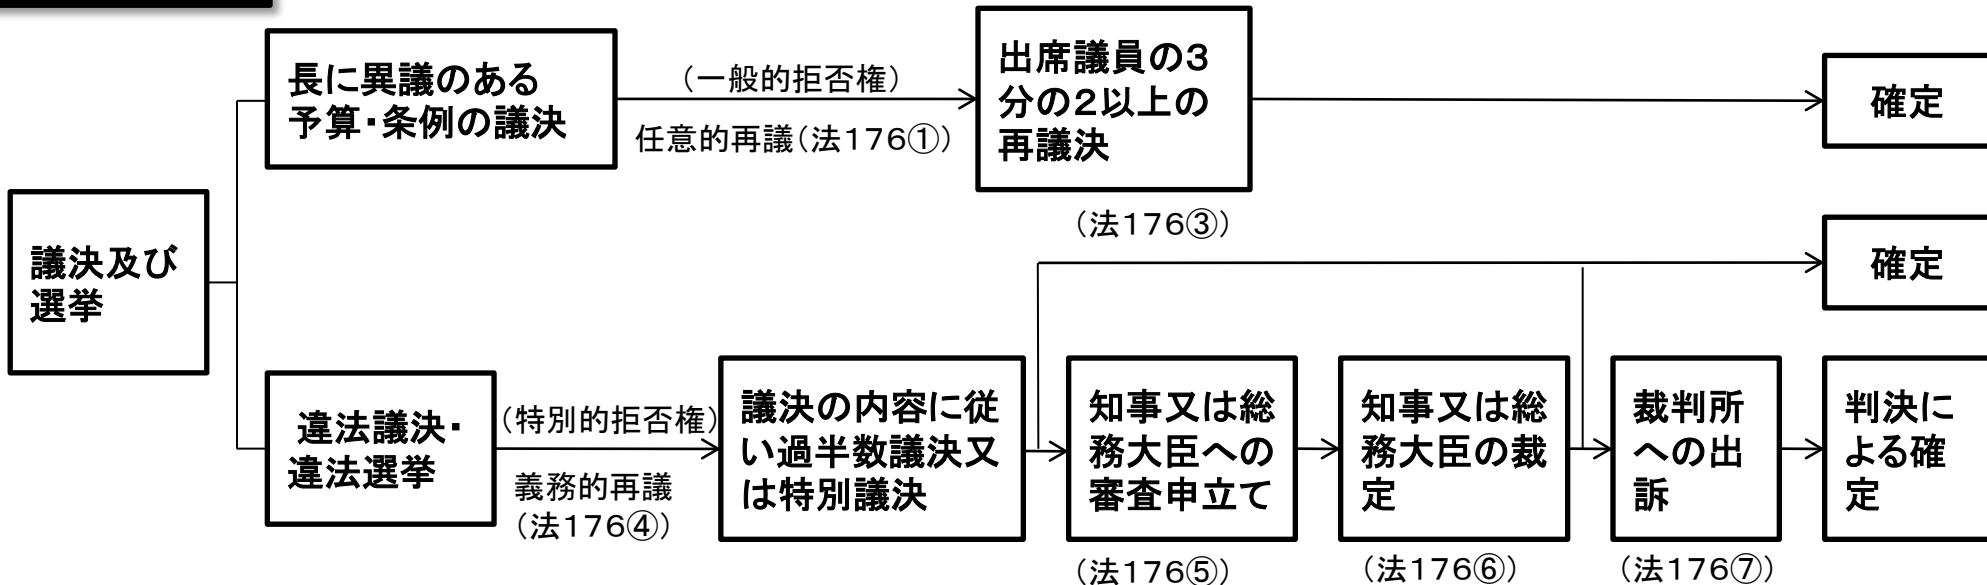 長に異議のある
予算・条例の議決
（一般的拒否権）
任意的再議（法176①）
出席議員の3
分の2以上の
再議決
（法176③）
確定
議決及び
選挙
確定
違法議決・
違法選挙
（特別的拒否権）
義務的再議
（法176④）
議決の内容に従
い過半数議決又
は特別議決
知事又は総
務大臣への
審査申立て
（法176⑤）
知事又は総
務大臣の裁
定
（法176⑥）
裁判所
への出
訴
（法176⑦）
判決に
よる確
定